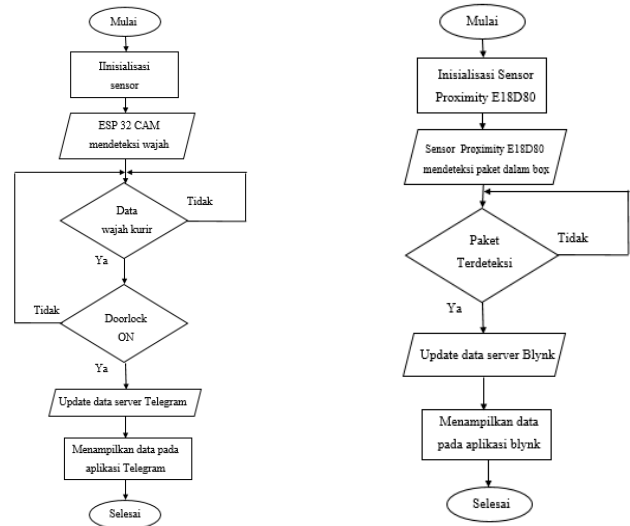 Mulai
IInisialisasi
sensor
ESP 32 CAM
mendeteksi wajah
Data
wajah kurir
Tidak
Ya
Tidak
Doorlock
ON
Ya
Update data server Telegram
Menampilkan data pada
aplikasi Telegram
Selesai
Mulai
Inisialisasi Sensor
Proximity E18D80
Sensor Proximity E18D80
mendeteksi paket dalam box
Paket
Terdeteksi
Tidak
Ya
Update data server Blynk
Menampilkan data
pada aplikasi blynk
Selesai